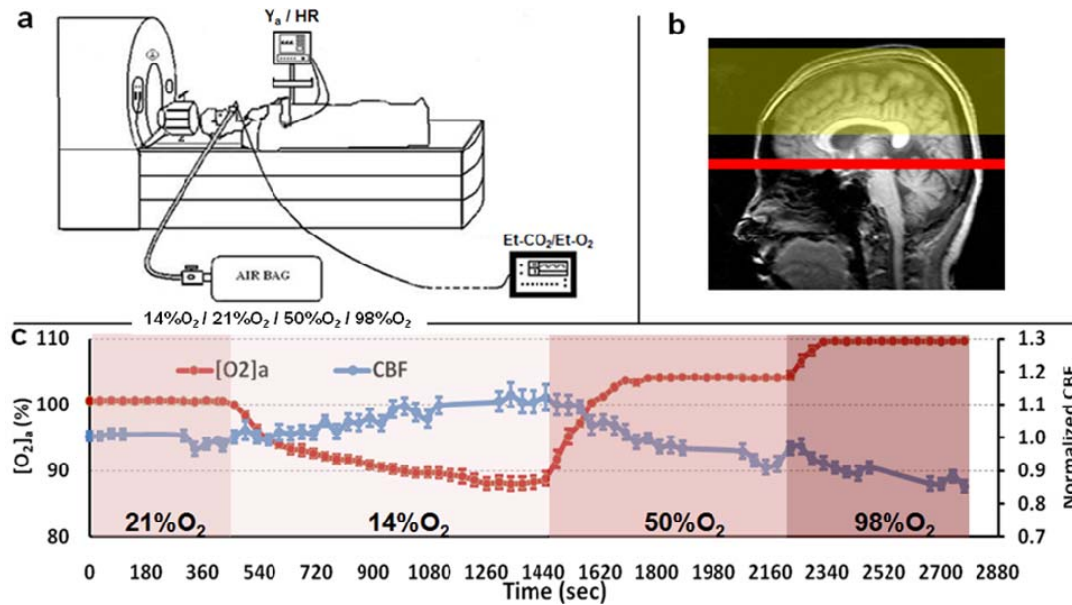 a
Yₐ / HR
Et-CO₂/Et-O₂
AIR BAG
14%O₂ / 21%O₂ / 50%O₂ / 98%O₂
b
c
[O2]a
CBF
110
100
90
80
[O₂]ₐ (%)
1.3
1.2
1.1
1.0
0.9
0.8
0.7
Normalized CBF
21%O₂
14%O₂
50%O₂
98%O₂
0 180 360 540 720 900 1080 1260 1440 1620 1800 1980 2160 2340 2520 2700 2880
Time (sec)